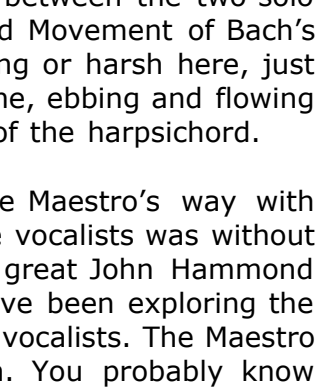 between the two solo
d Movement of Bach's
ng or harsh here, just
ne, ebbing and flowing
of the harpsichord.
e Maestro's way with
e vocalists was without
great John Hammond
ve been exploring the
vocalists. The Maestro
n. You probably know